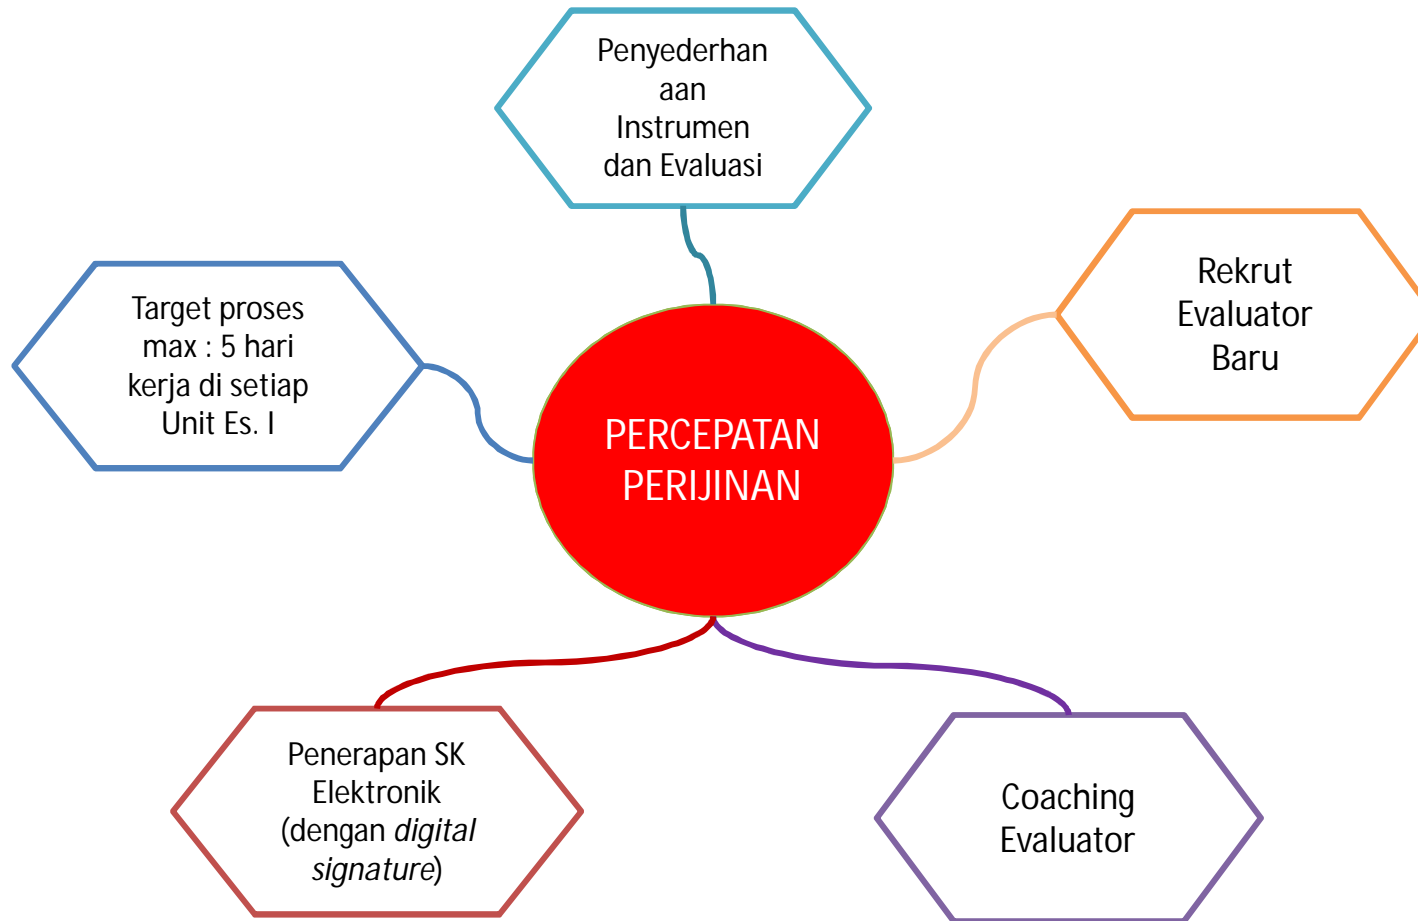 Penyederhan
aan
Instrumen
dan Evaluasi
Rekrut
Evaluator
Baru
Target proses
max : 5 hari
kerja di setiap
Unit Es. I
PERCEPATAN
PERIJINAN
Penerapan SK
Elektronik
(dengan digital
signature)
Coaching
Evaluator